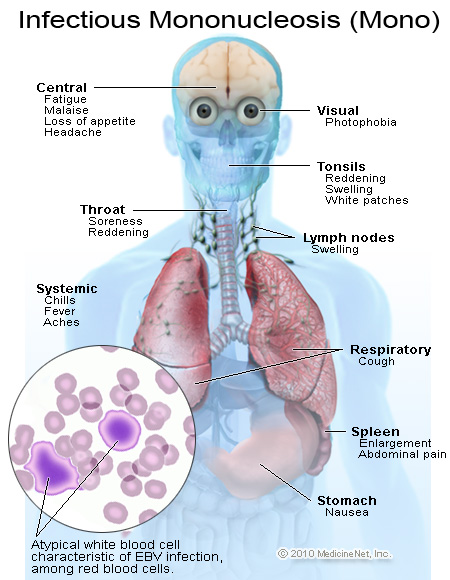 Infectious Mononucleosis (Mono)
Central
Fatigue
Malaise
Loss of appetite
Headache
Visual
Photophobia
Tonsils
Reddening
Swelling
White patches
Throat
Soreness
Reddening
Lymph nodes
Swelling
Systemic
Chills
Fever
Aches
Respiratory
Cough
Spleen
Enlargement
Abdominal pain
Stomach
Nausea
Atypical white blood cell
characteristic of EBV infection,
among red blood cells.
© 2010 MedicineNet, Inc.